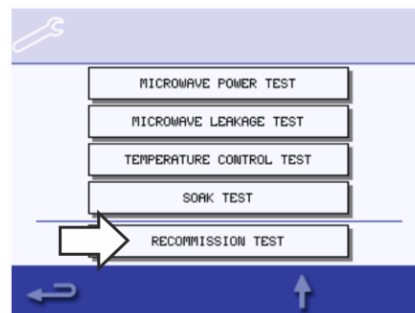 MICROWAVE POWER TEST
MICROWAVE LEAKAGE TEST
TEMPERATURE CONTROL TEST
SOAK TEST
RECOMMISSION TEST